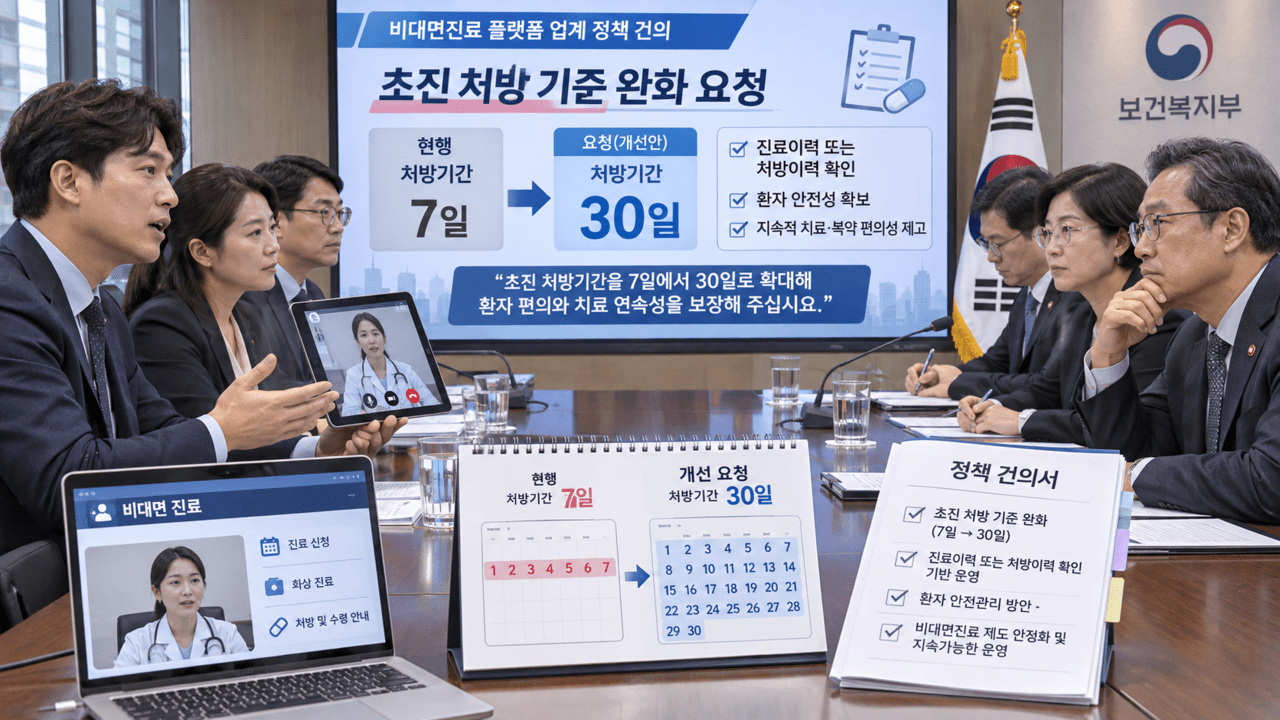 비대면진료 플랫폼 업계 정책 건의
초진 처방 기준 완화 요청
현행
처방기간
7일
요청(개선안)
처방기간
30일
진료이력 또는
처방이력 확인
환자 안전성 확보
지속적 치료·복약 편의성 제고
“초진 처방기간을 7일에서 30일로 확대해
환자 편의와 치료 연속성을 보장해 주십시요.”
보건복지부
비대면 진료
진료 신청
화상 진료
처방 및 수령 안내
현행
처방기간 7일
1 2 3 4 5 6 7
개선 요청
처방기간 30일
1 2 3 4 5 6 7
8 9 10 11 12 13 14
15 16 17 18 19 20 21
22 23 24 25 26 27 28
29 30
정책 건의서
초진 처방 기준 완화
(7일 → 30일)
진료이력 또는 처방이력 확인
기반 운영
환자 안전관리 방안 -
비대면진료 제도 안정화 및
지속가능한 운영